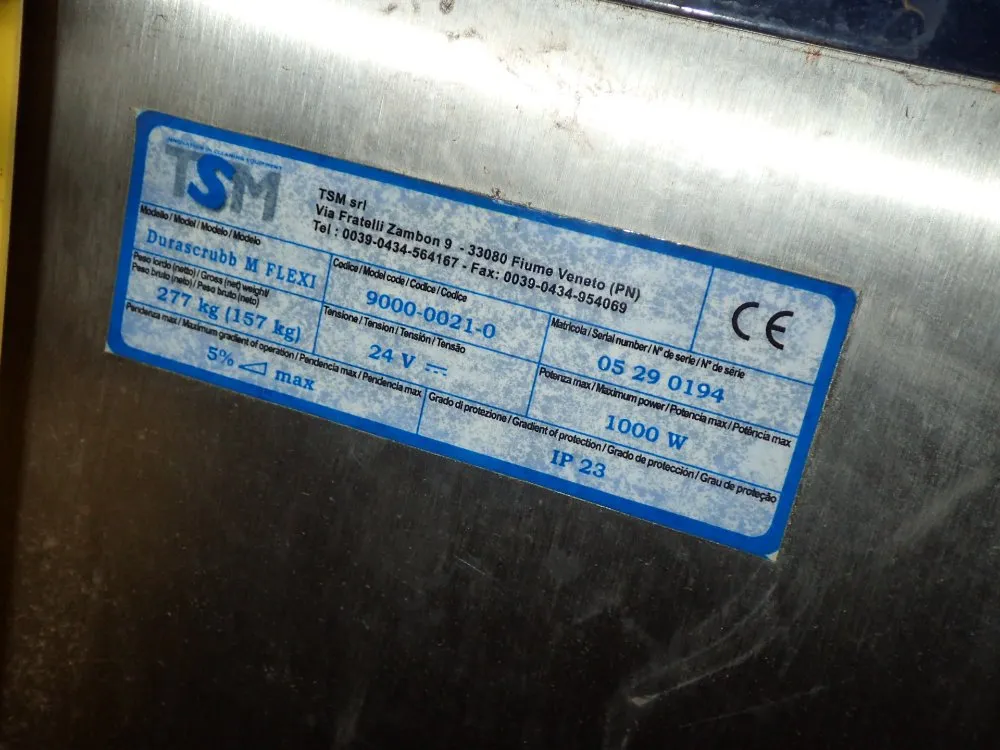 INNOVATION IN CLEANING EQUIPMENT
TSM
TSM srl
Via Fratelli Zambon 9 - 33080 Fiume Veneto (PN)
Tel : 0039-0434-564167 - Fax: 0039-0434-954069
CE
Modello / Model / Modelo / Modelo
Durascrubb M FLEXI
Codice / Model code / Codice / Codice
9000-0021-0
Matricola / Serial number / N° de serie / N° de série
05 29 0194
Peso lordo (netto) / Gross (net) weight/
Peso bruto (neto) / Peso bruto (neto)
277 kg (157 kg)
Tensione / Tension / Tensión / Tensão
24 V
Potenza max / Maximum power / Potencia max / Potência max
1000 W
Pendenza max / Maximum gradient of operation / Pendencia max / Pendencia max
5% max
Grado di protezione / Gradient of protection / Grado de protección / Grau de proteção
IP 23